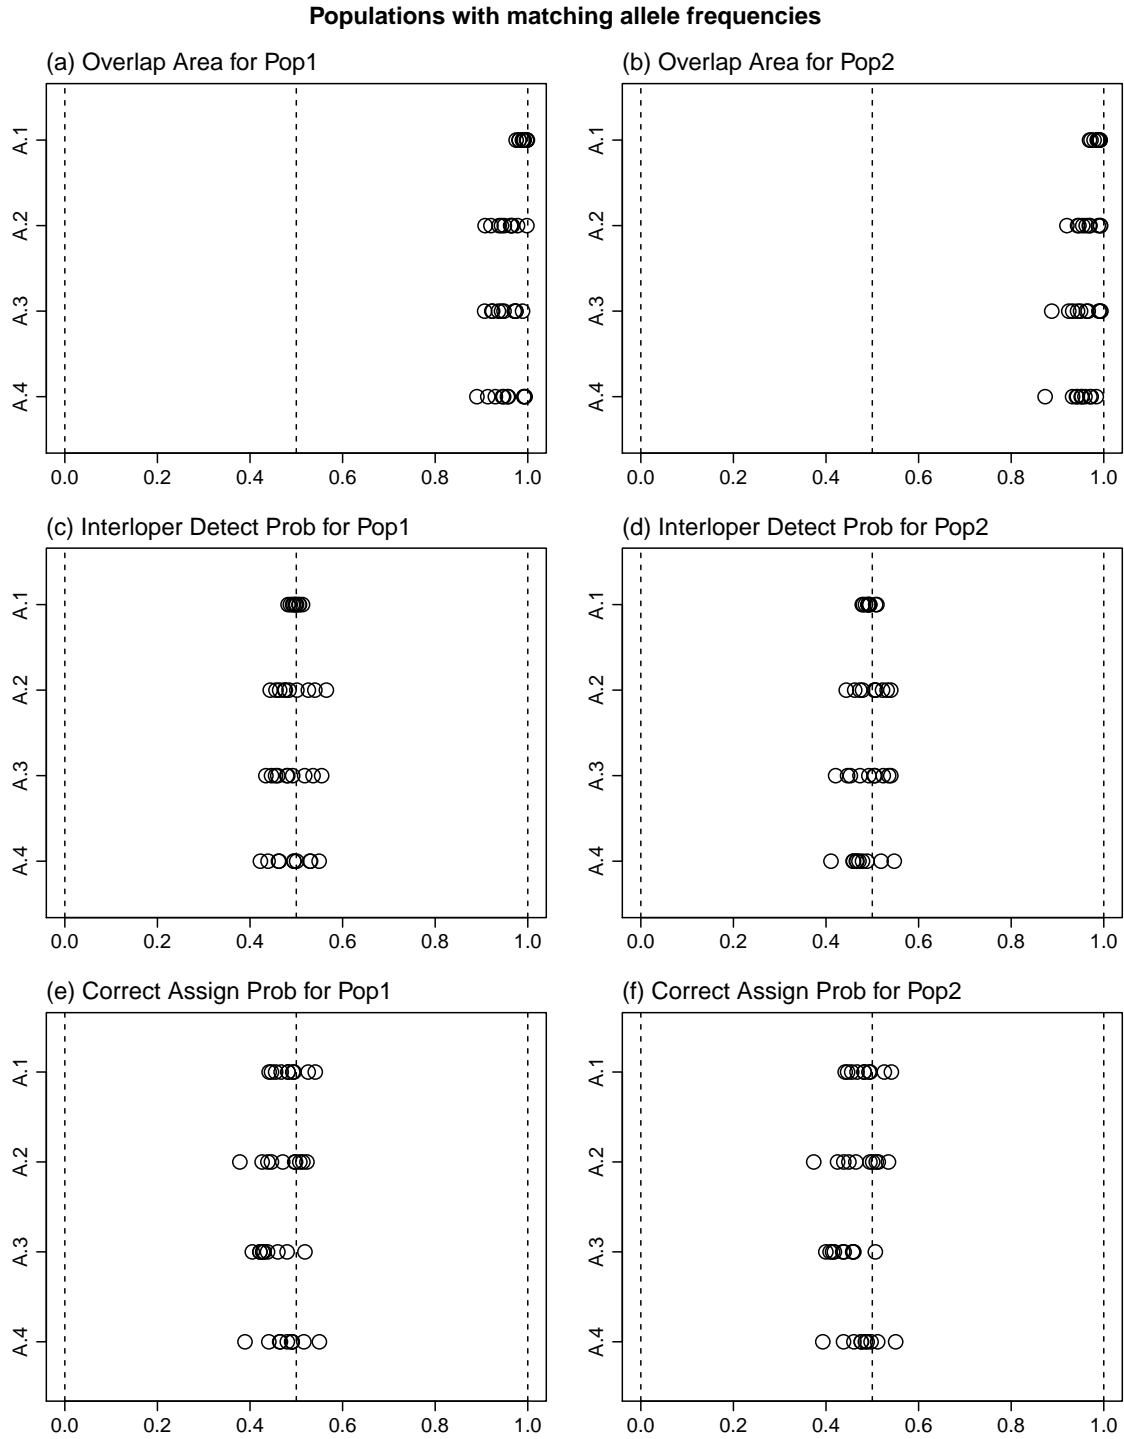 Populations with matching allele frequencies
(a) Overlap Area for Pop1
A.1
A.2
A.3
A.4
0.0 0.2 0.4 0.6 0.8 1.0
(b) Overlap Area for Pop2
A.1
A.2
A.3
A.4
0.0 0.2 0.4 0.6 0.8 1.0
(c) Interloper Detect Prob for Pop1
A.1
A.2
A.3
A.4
0.0 0.2 0.4 0.6 0.8 1.0
(d) Interloper Detect Prob for Pop2
A.1
A.2
A.3
A.4
0.0 0.2 0.4 0.6 0.8 1.0
(e) Correct Assign Prob for Pop1
A.1
A.2
A.3
A.4
0.0 0.2 0.4 0.6 0.8 1.0
(f) Correct Assign Prob for Pop2
A.1
A.2
A.3
A.4
0.0 0.2 0.4 0.6 0.8 1.0